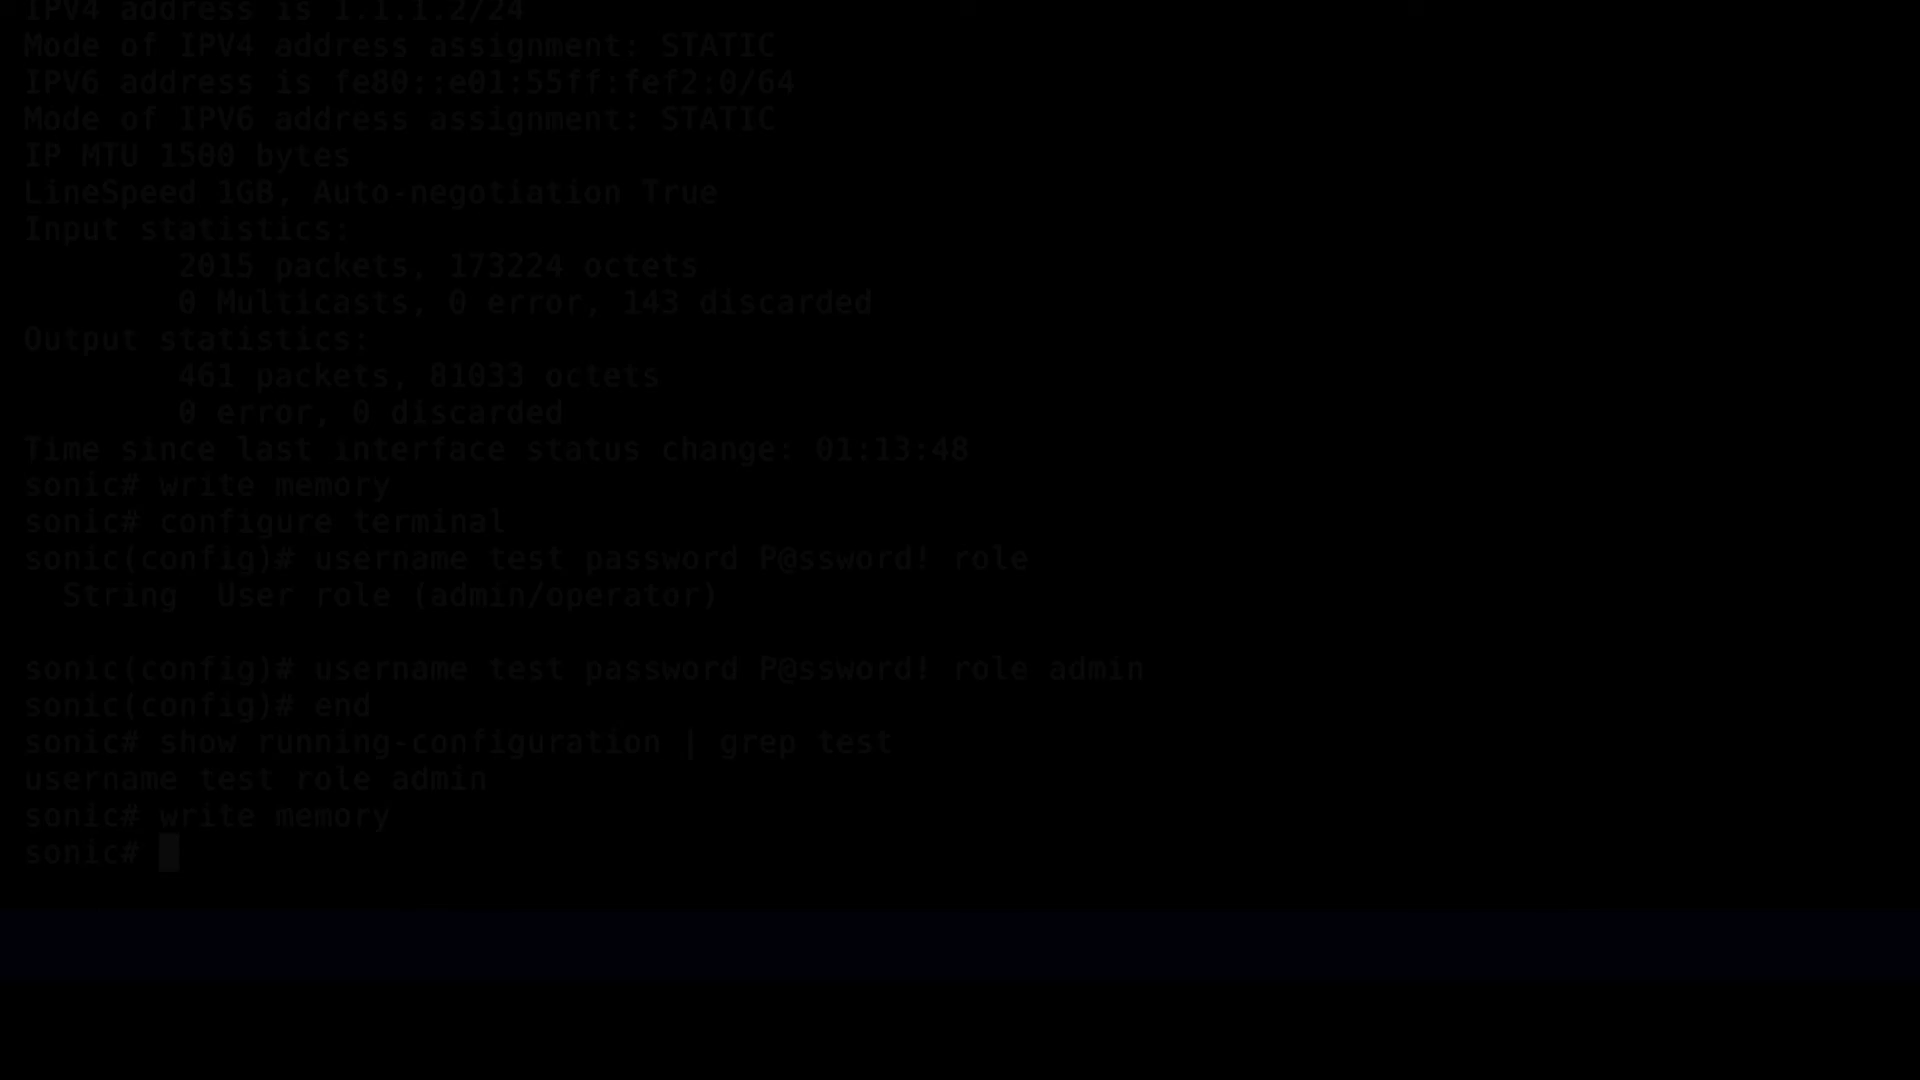 IPV4 address is 1.1.1.2/24
Mode of IPV4 address assignment: STATIC
IPV6 address is fe80::e01:55ff:fef2:0/64
Mode of IPV6 address assignment: STATIC
IP MTU 1500 bytes
LineSpeed 1GB, Auto-negotiation True
Input statistics:
2015 packets, 173224 octets
0 Multicasts, 0 error, 143 discarded
Output statistics:
461 packets, 81033 octets
0 error, 0 discarded
Time since last interface status change: 01:13:48
sonic# write memory
sonic# configure terminal
sonic(config)# username test password P@ssword! role
String  User role (admin/operator)
sonic(config)# username test password P@ssword! role admin
sonic(config)# end
sonic# show running-configuration | grep test
username test role admin
sonic# write memory
sonic#